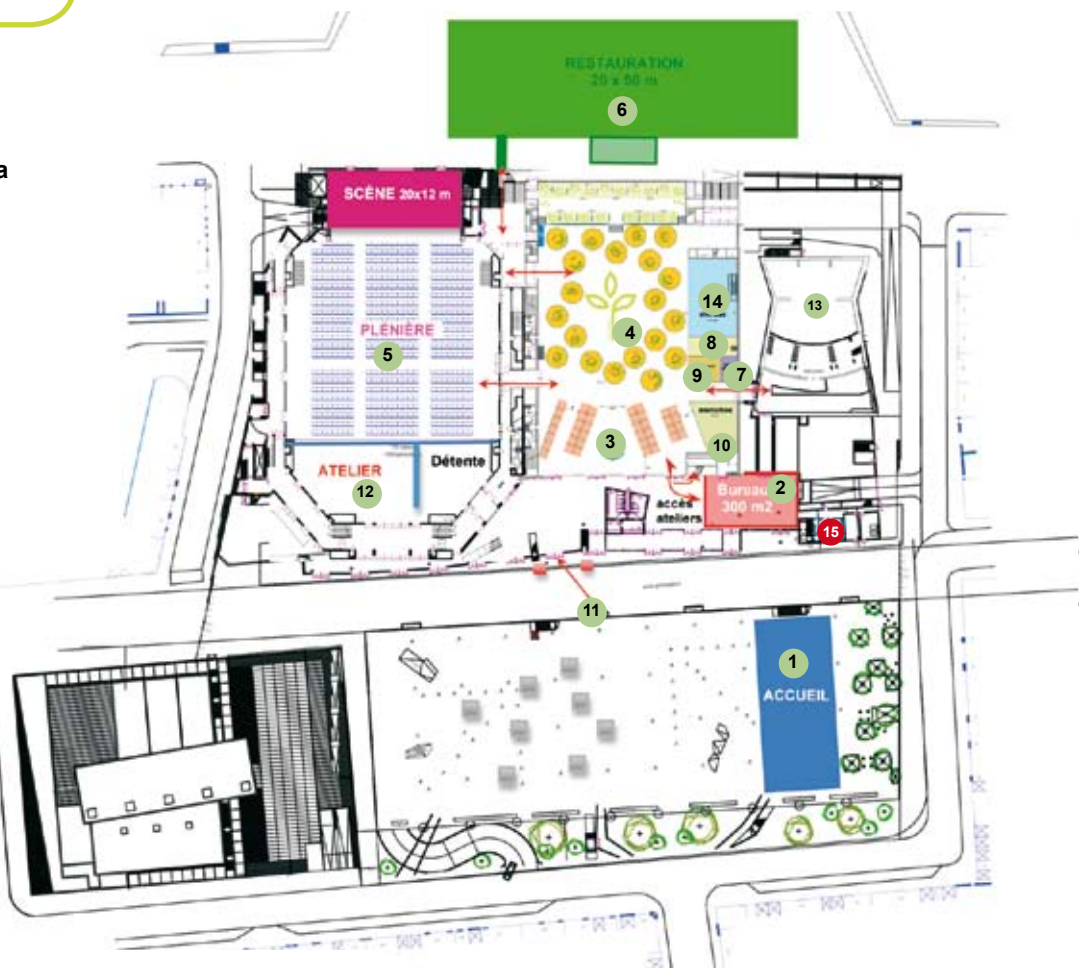 a
RESTAURATION
20 x 50 m
6
SCÈNE 20x12 m
PLÉNIÈRE
5
4
14
13
8
9
7
3
10
ATELIER
Détente
12
Bureau
2
300 m2
accès
ateliers
15
11
1
ACCUEIL